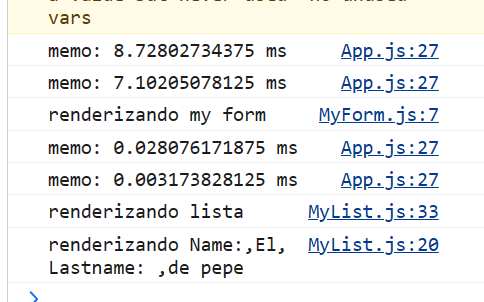 vars
memo: 8.72802734375 ms App.js:27
memo: 7.10205078125 ms App.js:27
renderizando my form MyForm.js:7
memo: 0.028076171875 ms App.js:27
memo: 0.003173828125 ms App.js:27
renderizando lista MyList.js:33
renderizando Name:,El, MyList.js:20
Lastname: ,de pepe